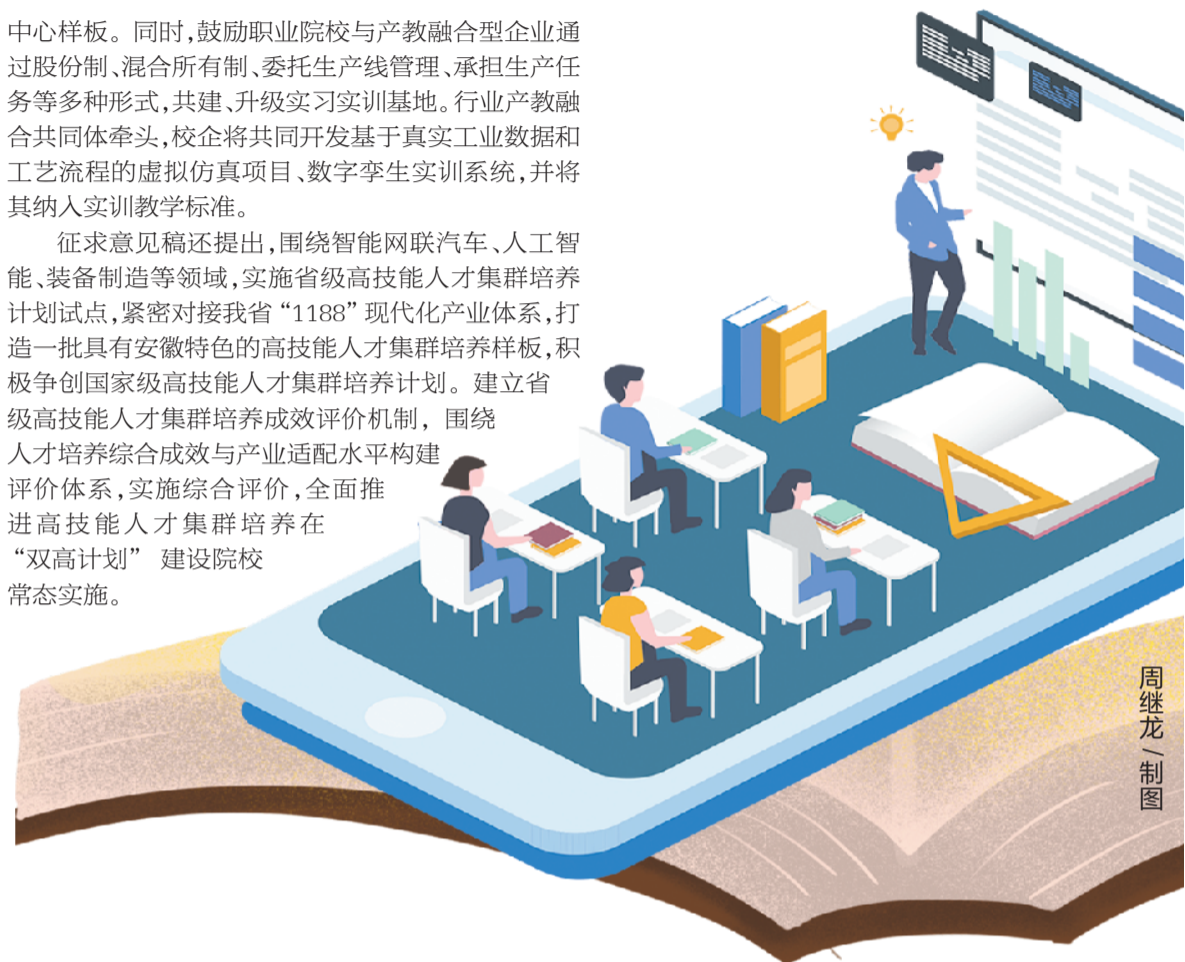 中心样板。同时,鼓励职业院校与产教融合型企业通
过股份制、混合所有制、委托生产线管理、承担生产任
务等多种形式,共建、升级实习实训基地。行业产教融
合共同体牵头,校企将共同开发基于真实工业数据和
工艺流程的虚拟仿真项目、数字孪生实训系统,并将
其纳入实训教学标准。
征求意见稿还提出,围绕智能网联汽车、人工智
能、装备制造等领域,实施省级高技能人才集群培养
计划试点,紧密对接我省“1188”现代化产业体系,打
造一批具有安徽特色的高技能人才集群培养样板,积
极争创国家级高技能人才集群培养计划。建立省
级高技能人才集群培养成效评价机制,围绕
人才培养综合成效与产业适配水平构建
评价体系,实施综合评价,全面推
进高技能人才集群培养在
“双高计划”建设院校
常态实施。
周继龙/制图